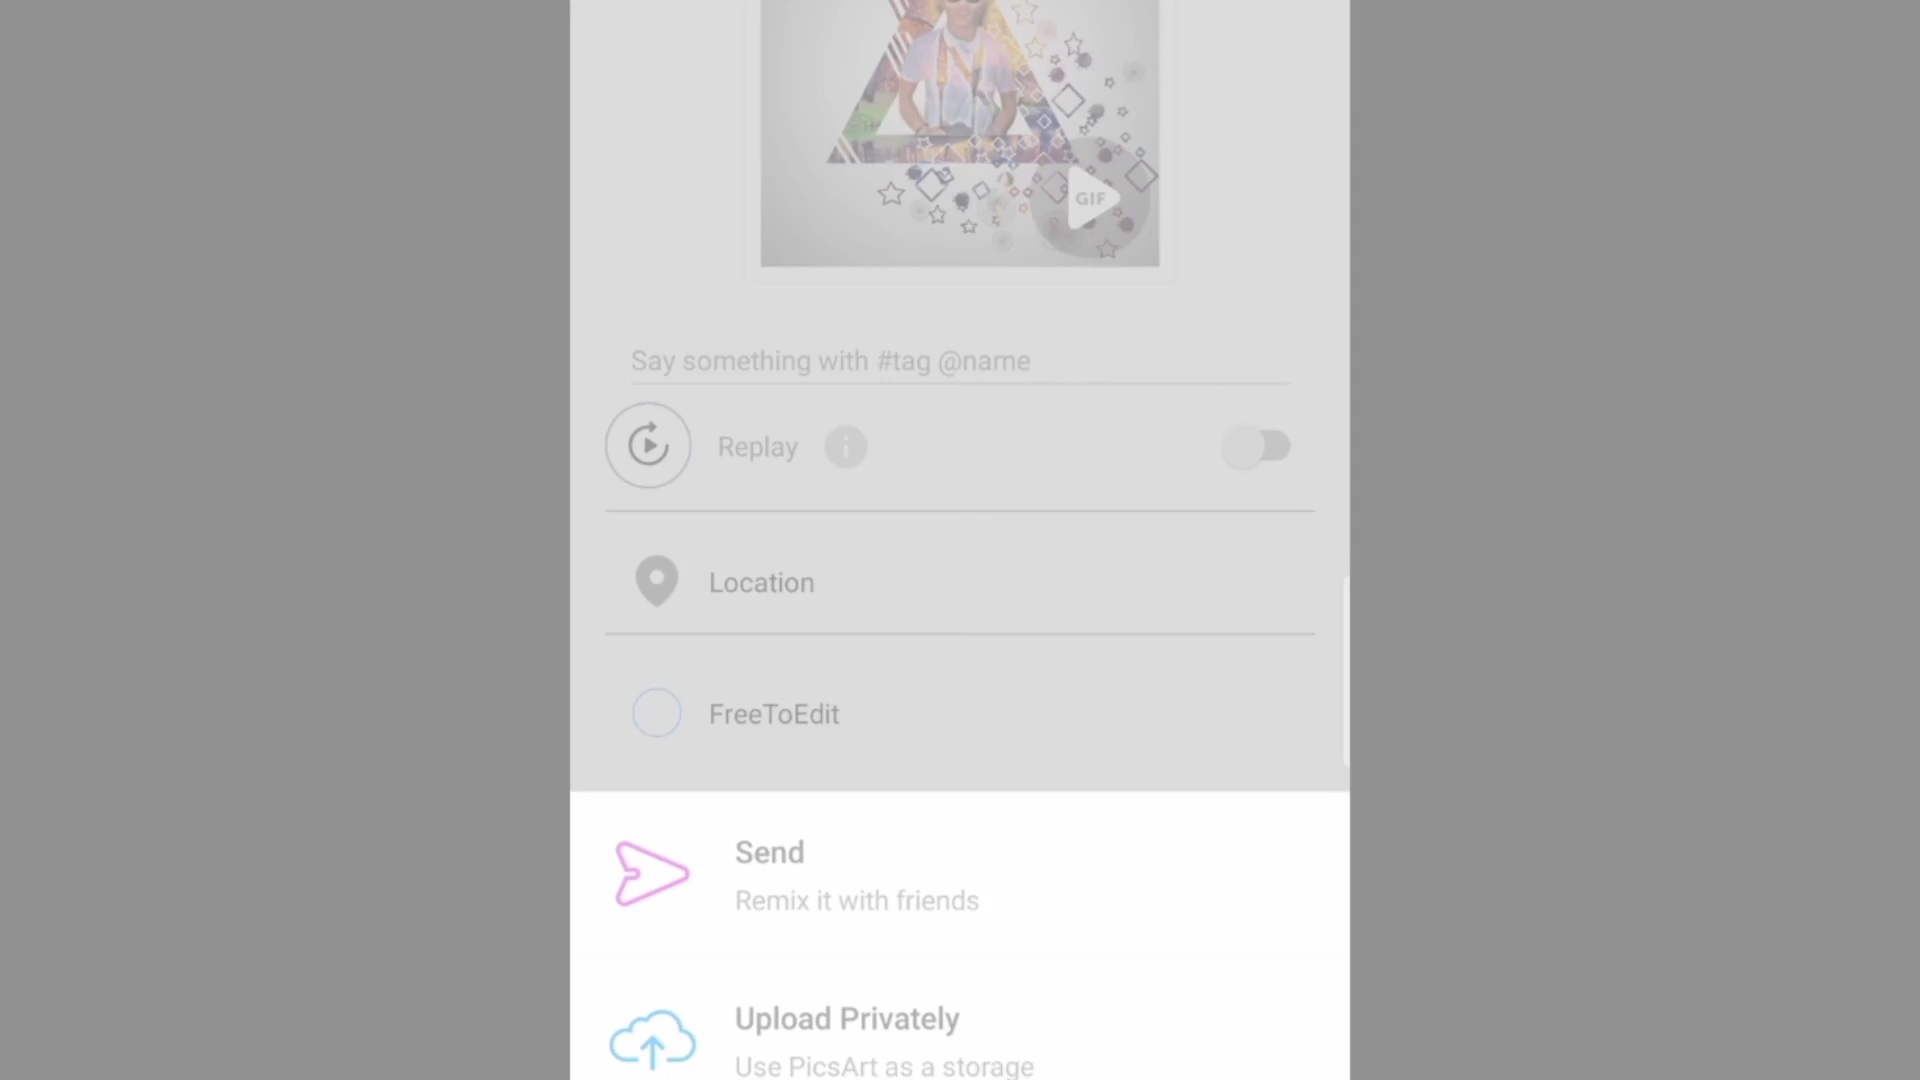 GIF
Say something with #tag @name
Replay
Location
FreeToEdit
Send
Remix it with friends
Upload Privately
Use PicsArt as a storage